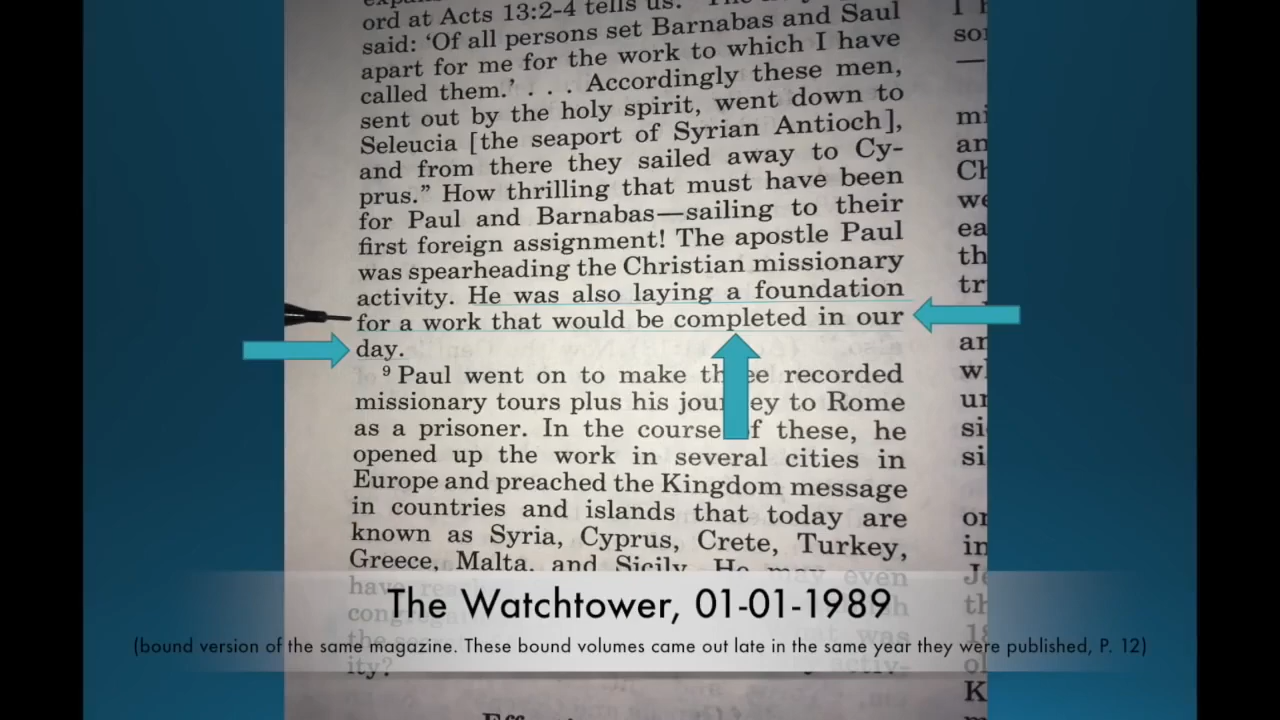 ord at Acts 13:2-4 tells us:
said: ‘Of all persons set Barnabas and Saul
apart for me for the work to which I have
called them.’ . . . Accordingly these men,
sent out by the holy spirit, went down to
Seleucia [the seaport of Syrian Antioch],
and from there they sailed away to Cy-
prus.” How thrilling that must have been
for Paul and Barnabas—sailing to their
first foreign assignment! The apostle Paul
was spearheading the Christian missionary
activity. He was also laying a foundation
for a work that would be completed in our
day.
9 Paul went on to make three recorded
missionary tours plus his journey to Rome
as a prisoner. In the course of these, he
opened up the work in several cities in
Europe and preached the Kingdom message
in countries and islands that today are
known as Syria, Cyprus, Crete, Turkey,
Greece, Malta, and Sicily. He may even
have
ity?
The Watchtower, 01-01-1989
(bound version of the same magazine. These bound volumes came out late in the same year they were published, P. 12)